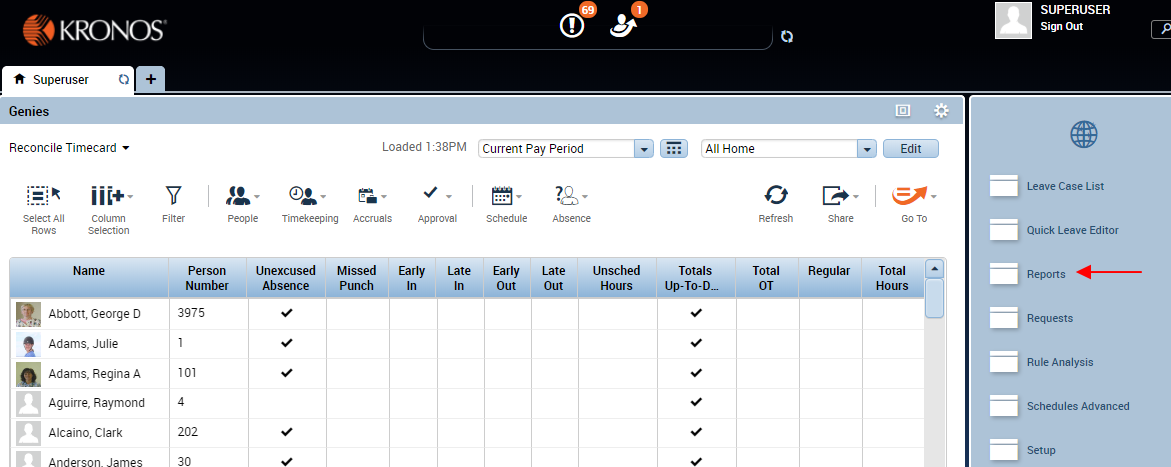 KRONOS
69
1
SUPERUSER
Sign Out
Superuser
+
Genies
Reconcile Timecard
Loaded 1:38PM
Current Pay Period
All Home
Edit
Select All Rows
Column Selection
Filter
People
Timekeeping
Accruals
Approval
Schedule
Absence
Refresh
Share
Go To
Name Person Number Unexcused Absence Missed Punch Early In Late In Early Out Late Out Unsched Hours Totals Up-To-D... Total OT Regular Total Hours
Abbott, George D 3975 ✔ ✔
Adams, Julie 1 ✔ ✔
Adams, Regina A 101 ✔ ✔
Aguirre, Raymond 4 ✔
Alcaino, Clark 202 ✔ ✔
Anderson, James 30 ✔ ✔
Leave Case List
Quick Leave Editor
Reports
Requests
Rule Analysis
Schedules Advanced
Setup